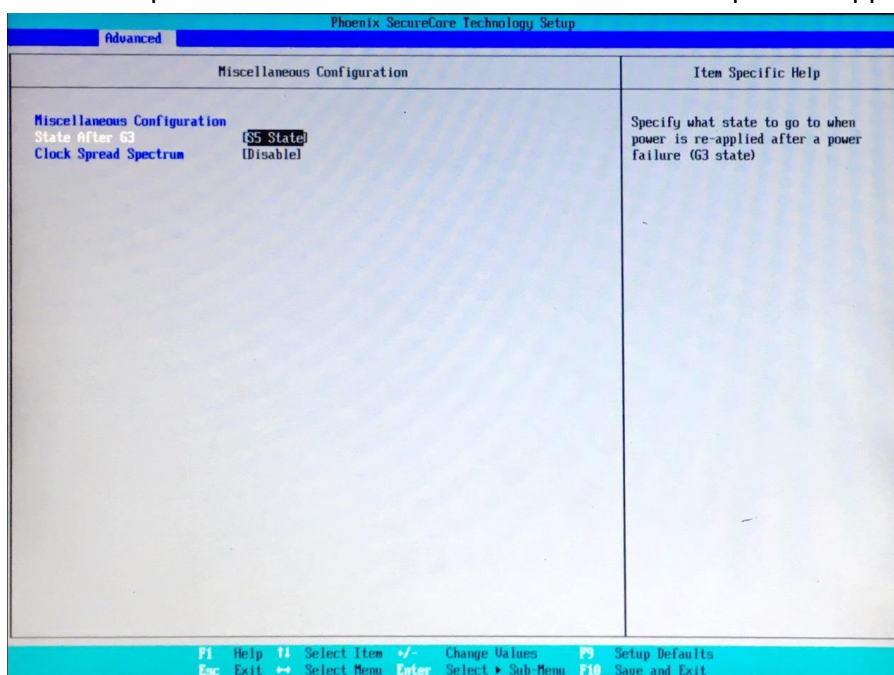 Phoenix SecureCore Technology Setup
Advanced
Miscellaneous Configuration
Item Specific Help
Miscellaneous Configuration
State After G3 [S5 State]
Clock Spread Spectrum [Disable]
Specify what state to go to when
power is re-applied after a power
failure (G3 state)
F1 Help ↑↓ Select Item +/- Change Values F9 Setup Defaults
Esc Exit ↔ Select Menu Enter Select ▶ Sub-Menu F10 Save and Exit